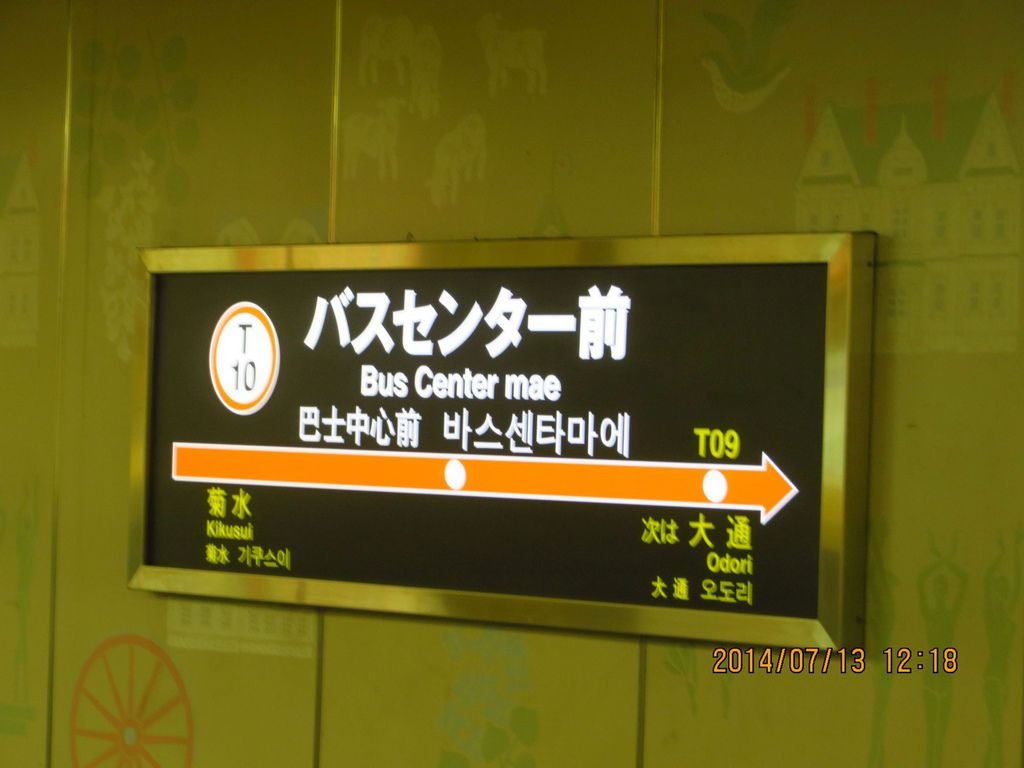 T
10
バスセンター前
Bus Center mae
巴士中心前 바스센타마에
T09
菊水
Kikusui
菊水 기쿠스이
次は 大通
Odori
大通 오도리
2014/07/13 12:18